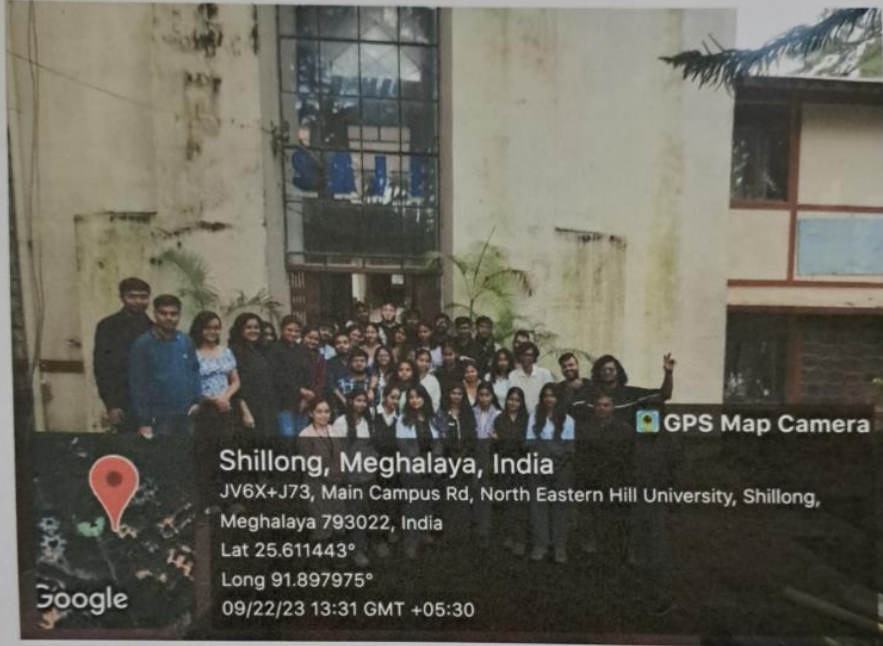 GPS Map Camera
Shillong, Meghalaya, India
JV6X+J73, Main Campus Rd, North Eastern Hill University, Shillong,
Meghalaya 793022, India
Lat 25.611443°
Long 91.897975°
09/22/23 13:31 GMT +05:30
Google